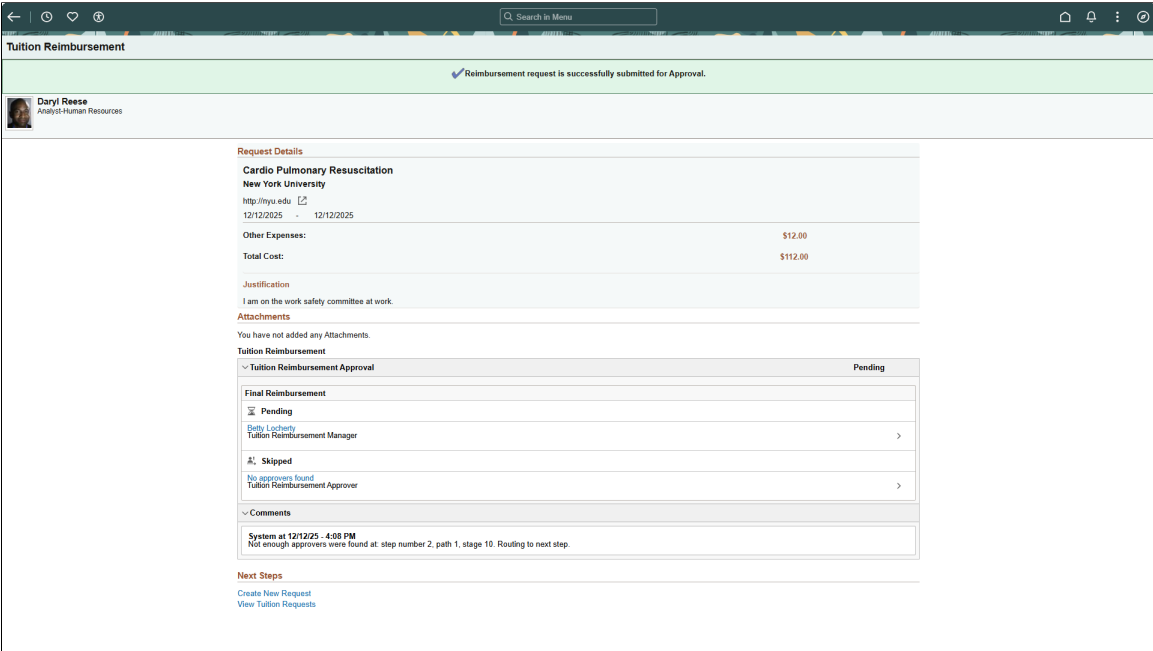 Search in Menu
Tuition Reimbursement
Reimbursement request is successfully submitted for Approval.
Daryl Reese
Analyst-Human Resources
Request Details
Cardio Pulmonary Resuscitation
New York University
http://nyu.edu
12/12/2025 - 12/12/2025
Other Expenses: $12.00
Total Cost: $112.00
Justification
I am on the work safety committee at work.
Attachments
You have not added any Attachments.
Tuition Reimbursement
Tuition Reimbursement Approval Pending
Final Reimbursement
Pending
Betty Locherty
Tuition Reimbursement Manager
Skipped
No approvers found
Tuition Reimbursement Approver
Comments
System at 12/12/25 - 4:08 PM
Not enough approvers were found at: step number 2, path 1, stage 10. Routing to next step.
Next Steps
Create New Request
View Tuition Requests